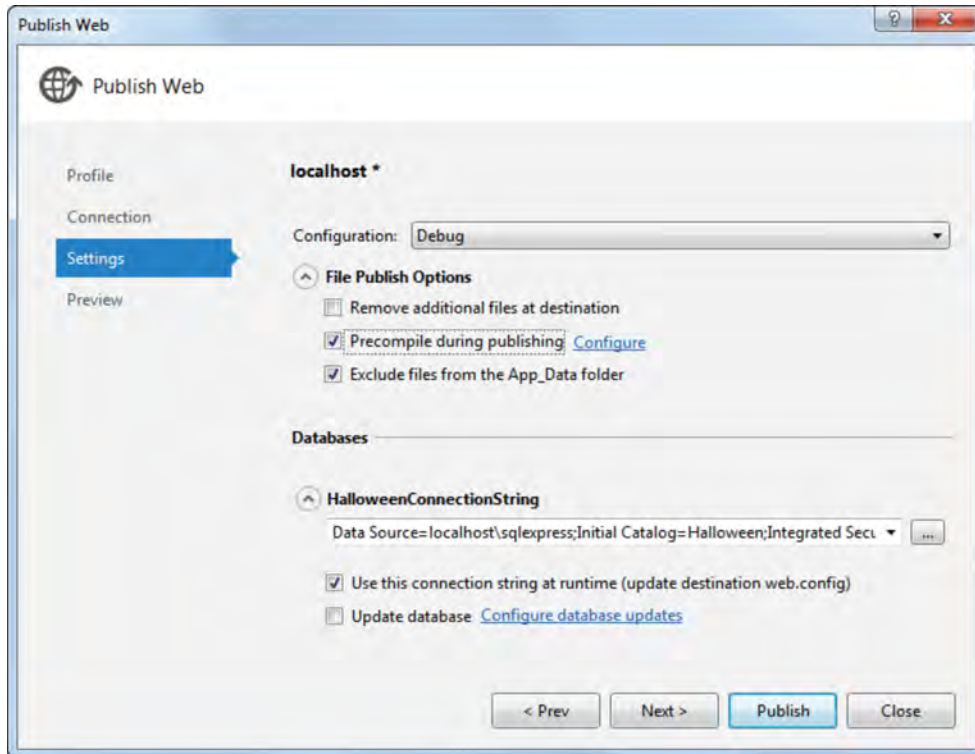 Publish Web
Publish Web
Profile
Connection
Settings
Preview
localhost *
Configuration: Debug
File Publish Options
Remove additional files at destination
Precompile during publishing Configure
Exclude files from the App_Data folder
Databases
HalloweenConnectionString
Data Source=localhost\sqlexpress;Initial Catalog=Halloween;Integrated Secu ...
Use this connection string at runtime (update destination web.config)
Update database Configure database updates
< Prev Next > Publish Close